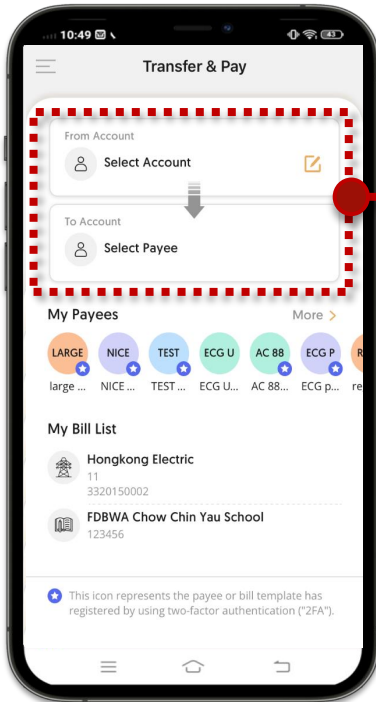 10:49
43
Transfer & Pay
From Account
Select Account
To Account
Select Payee
My Payees
More >
LARGE NICE TEST ECG U AC 88 ECG P R
large ... NICE ... TEST ... ECG U... AC 88... ECG p... re
My Bill List
Hongkong Electric
11
3320150002
FDBWA Chow Chin Yau School
123456
This icon represents the payee or bill template has
registered by using two-factor authentication ("2FA").